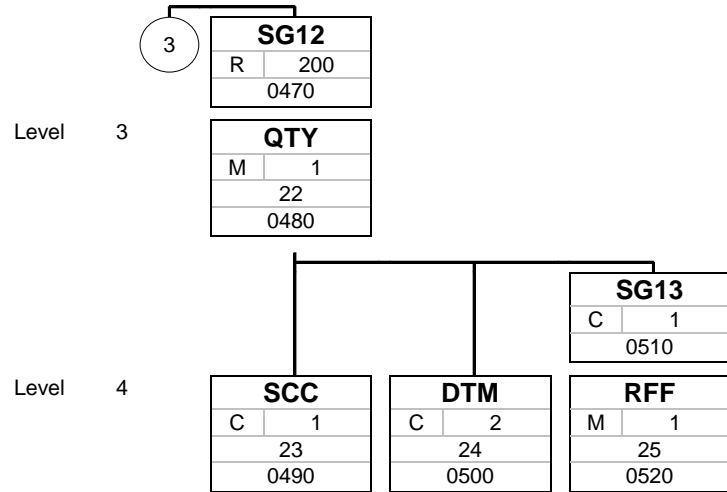 3
SG12
R 200
0470
Level 3
QTY
M 1
22
0480
SG13
C 1
0510
Level 4
SCC
C 1
23
0490
DTM
C 2
24
0500
RFF
M 1
25
0520